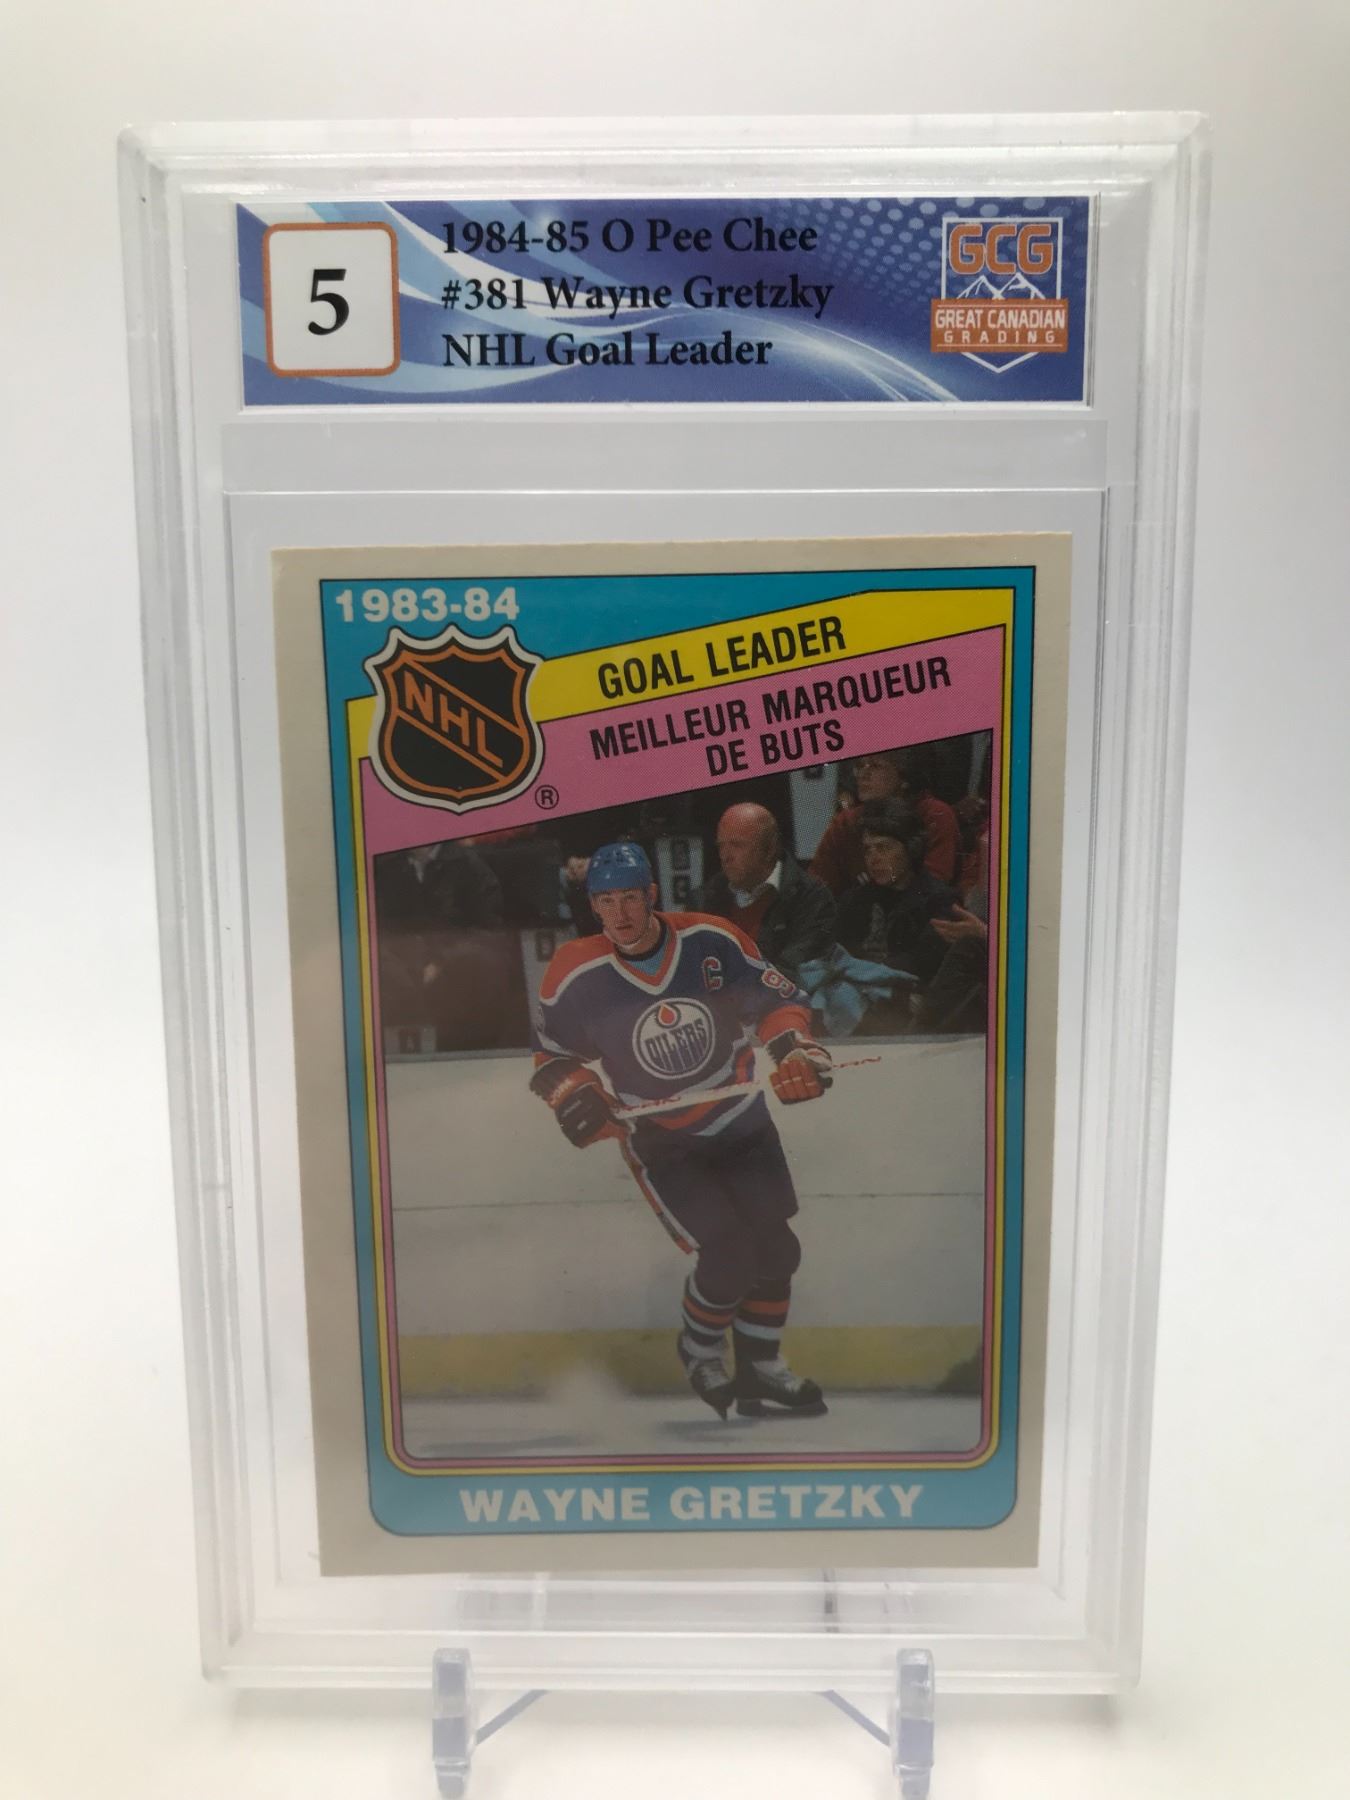 5
1984-85 O Pee Chee
#381 Wayne Gretzky
NHL Goal Leader
GCG
GREAT CANADIAN
GRADING
1983-84
NHL
®
GOAL LEADER
MEILLEUR MARQUEUR
DE BUTS
C
9
OILERS
WAYNE GRETZKY